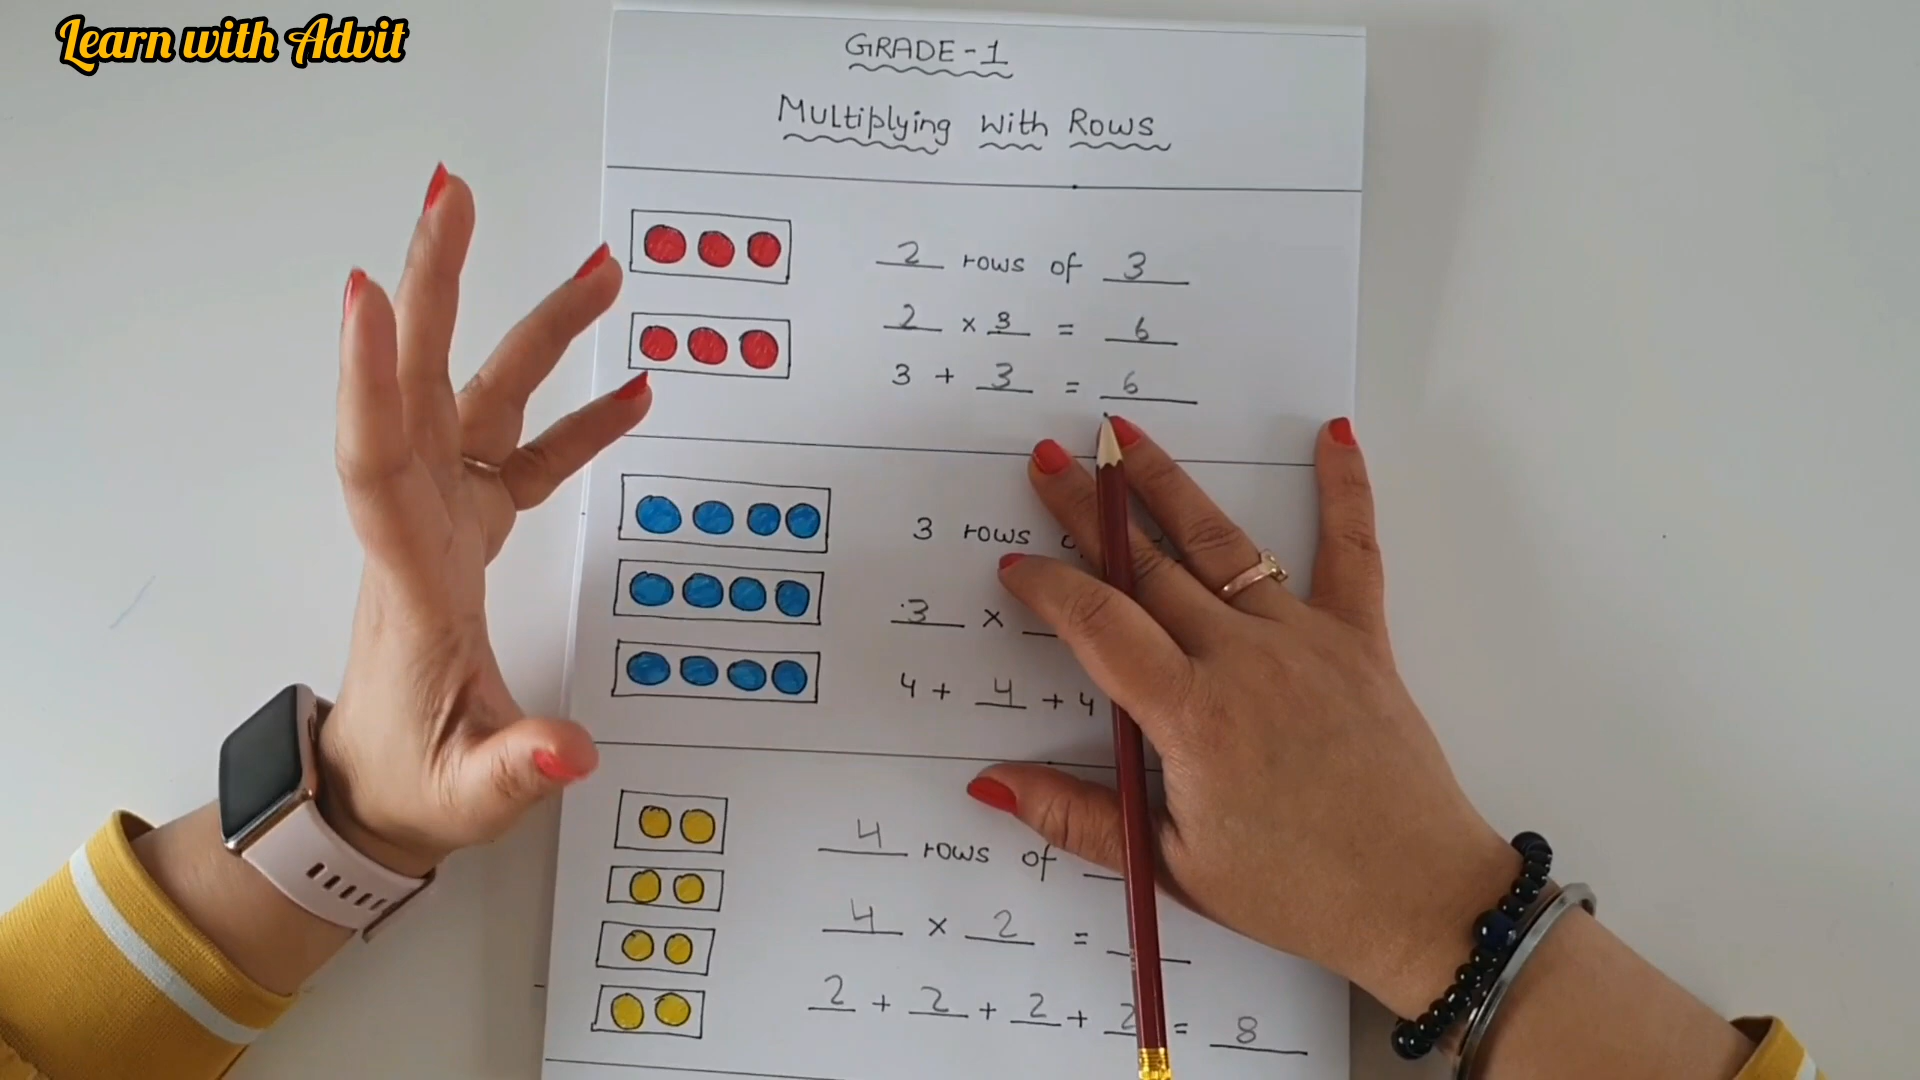 Learn with Advit
GRADE - 1
Multiplying with Rows
2 rows of 3
2 × 3 = 6
3 + 3 = 6
3 rows
3 ×
4 + 4 + 4
4 rows of
4 × 2 =
2 + 2 + 2 + 2 = 8